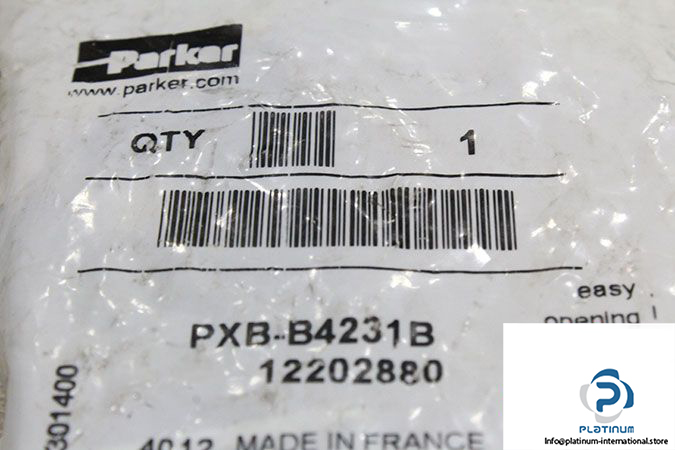 Parker
www.parker.com
QTY 1
PXB-B4231B
12202880
easy
opening !
301400
4012 MADE IN FRANCE
PLATINUM
Info@platinum-international.store